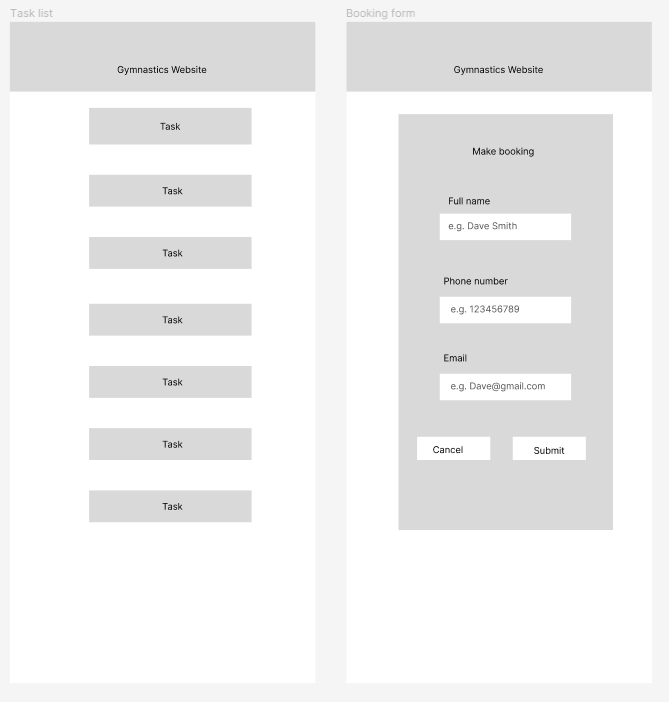 Task list
Gymnastics Website
Task
Task
Task
Task
Task
Task
Task
Booking form
Gymnastics Website
Make booking
Full name
e.g. Dave Smith
Phone number
e.g. 123456789
Email
e.g. Dave@gmail.com
Cancel
Submit